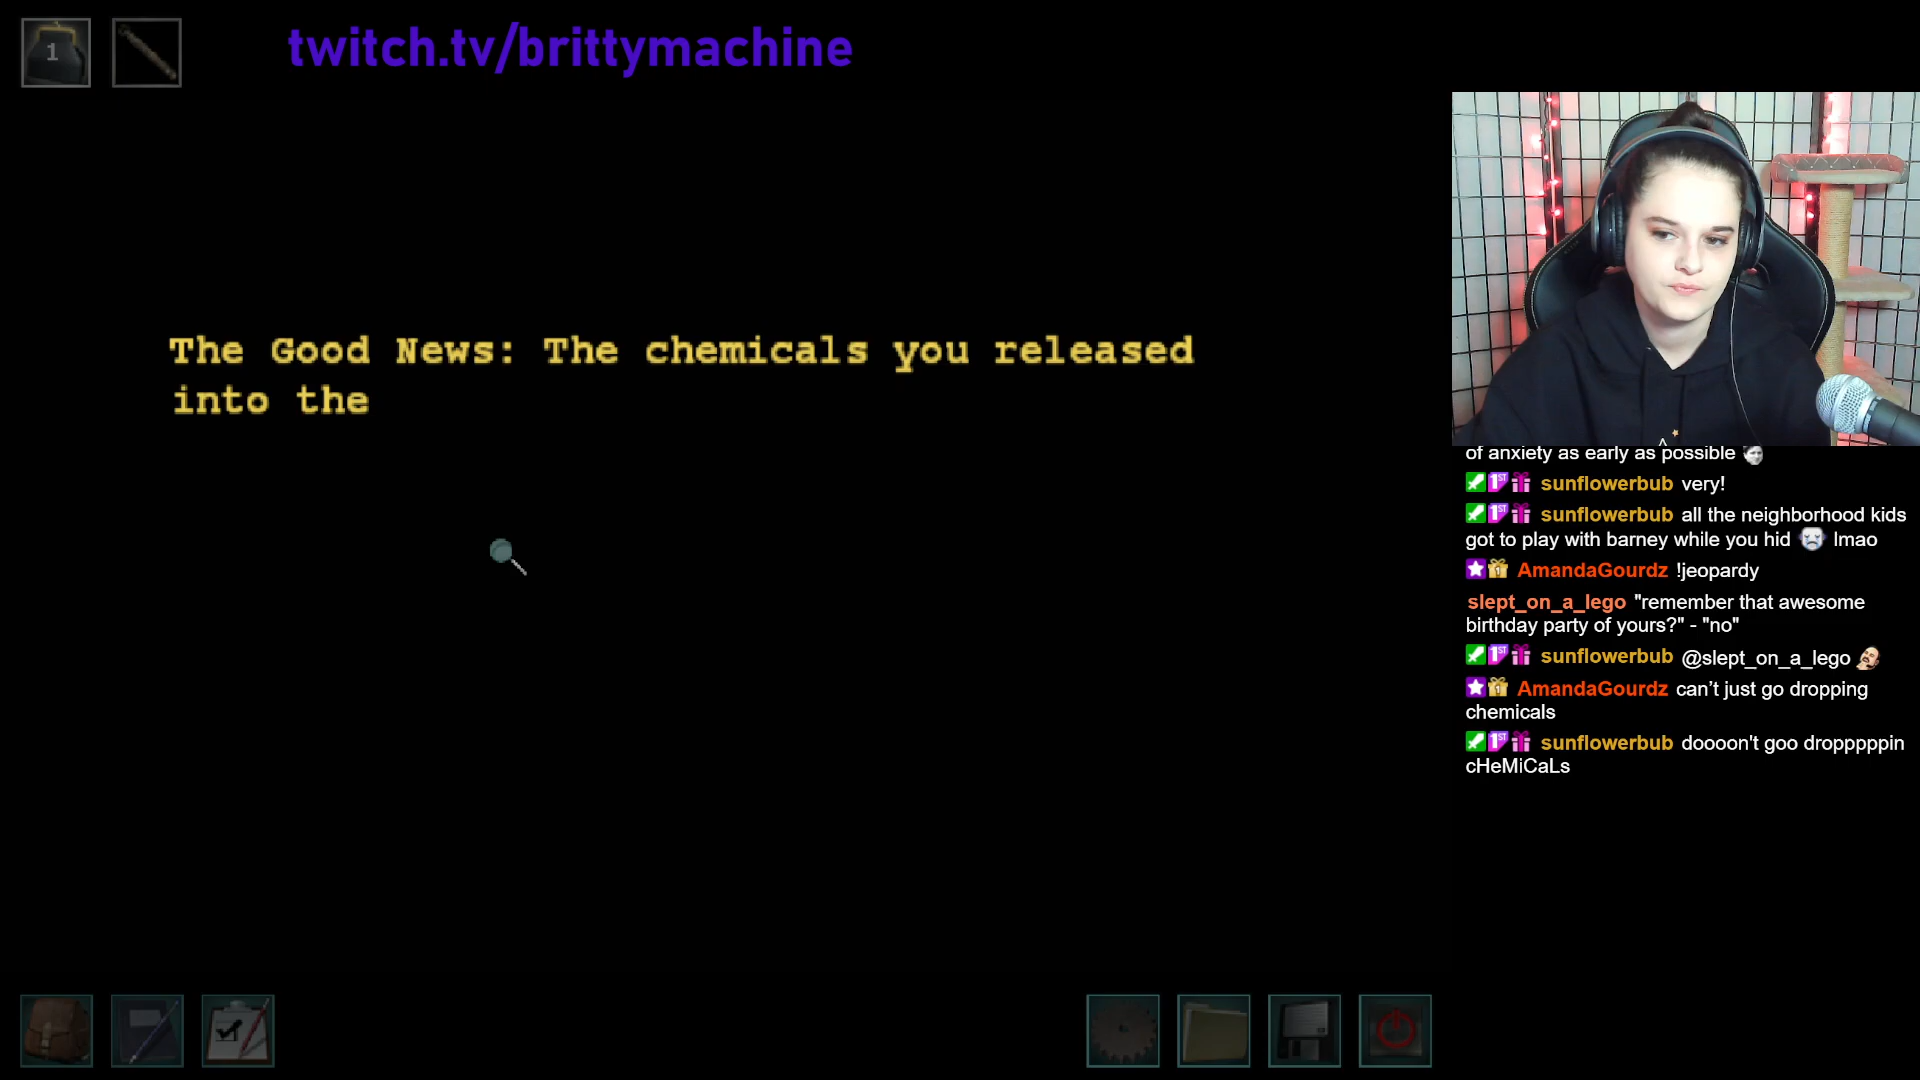 1
twitch.tv/brittymachine
The Good News: The chemicals you released
into the
of anxiety as early as possible
sunflowerbub very!
sunflowerbub all the neighborhood kids
got to play with barney while you hid lmao
AmandaGourdz !jeopardy
slept_on_a_lego "remember that awesome
birthday party of yours?" - "no"
sunflowerbub @slept_on_a_lego
AmandaGourdz can’t just go dropping
chemicals
sunflowerbub doooon't goo dropppppin
cHeMiCaLs